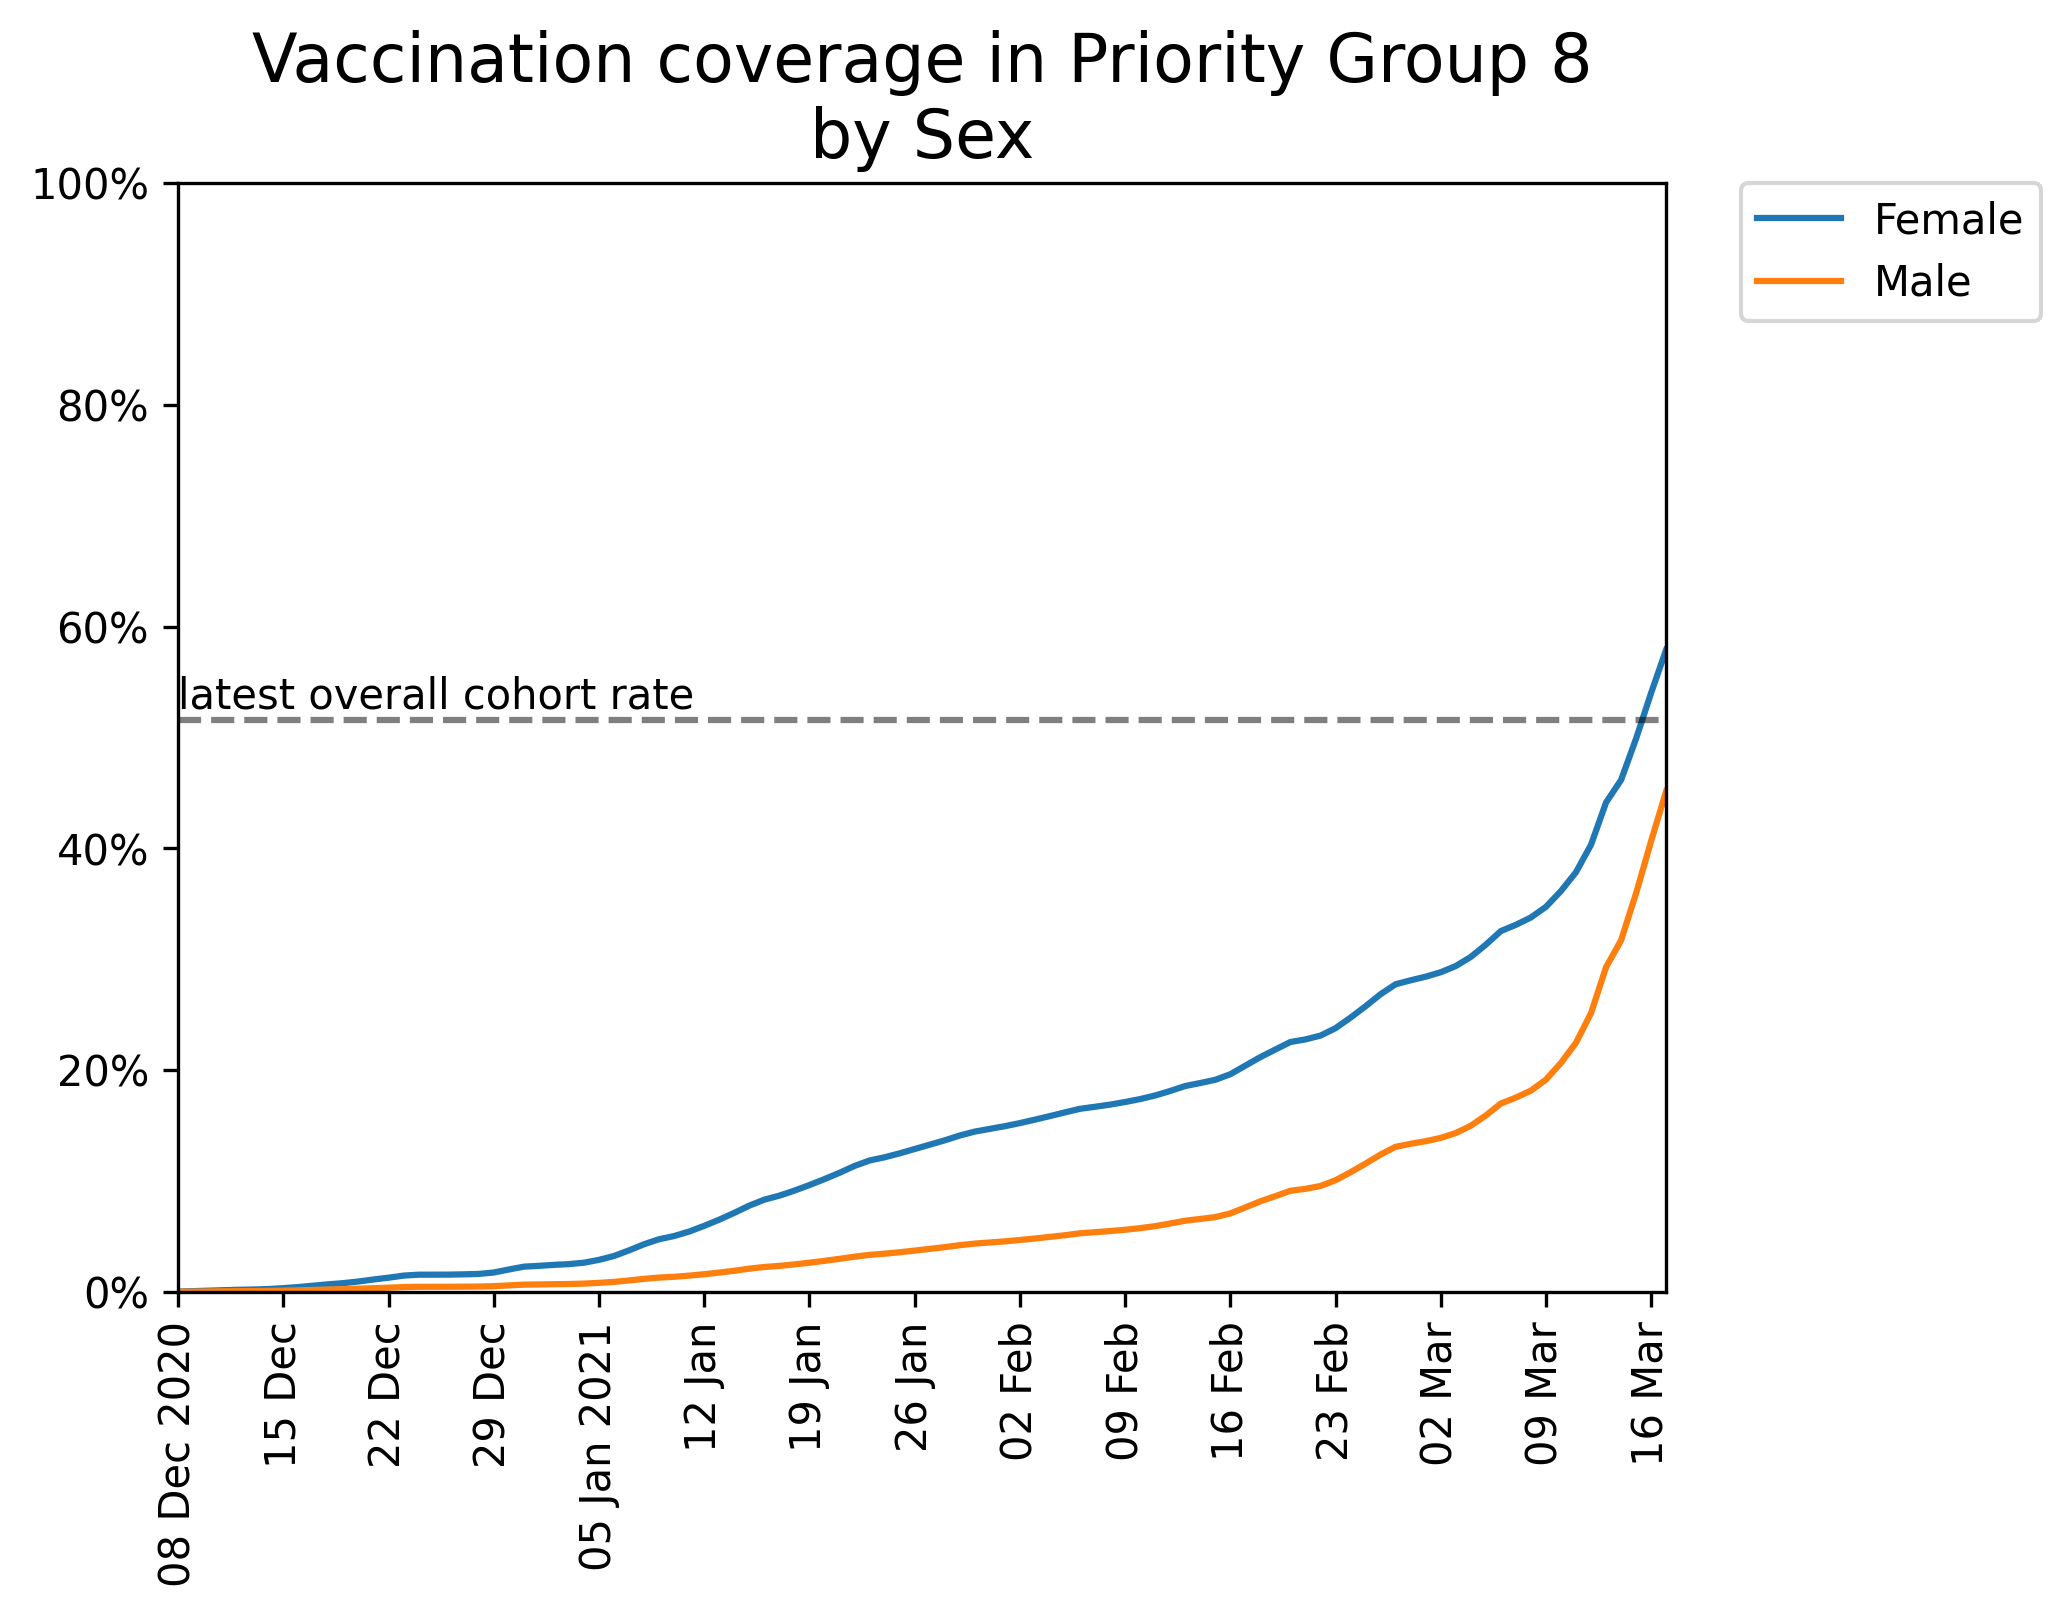 Vaccination coverage in Priority Group 8
by Sex
100%
80%
60%
40%
20%
0%
latest overall cohort rate
Female
Male
08 Dec 2020
15 Dec
22 Dec
29 Dec
05 Jan 2021
12 Jan
19 Jan
26 Jan
02 Feb
09 Feb
16 Feb
23 Feb
02 Mar
09 Mar
16 Mar